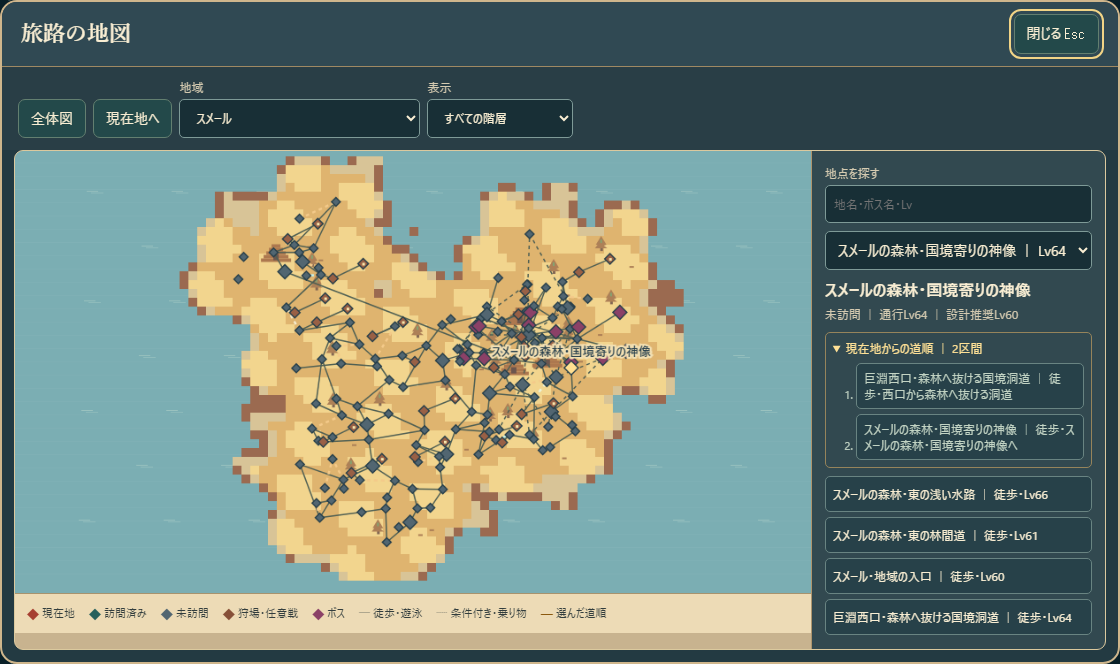 旅路の地図
閉じる Esc
全体図
現在地へ
地域
スメール
表示
すべての階層
スメールの森林・国境寄りの神像
現在地
訪問済み
未訪問
狩場・任意戦
ボス
徒歩・遊泳
条件付き・乗り物
選んだ道順
地点を探す
地名・ボス名・Lv
スメールの森林・国境寄りの神像 | Lv64
スメールの森林・国境寄りの神像
未訪問 | 通行Lv64 | 設計推奨Lv60
▼ 現在地からの道順 | 2区間
1. 巨淵西口・森林へ抜ける国境洞道 | 徒
歩・西口から森林へ抜ける洞道
2. スメールの森林・国境寄りの神像 | 徒歩・ス
メールの森林・国境寄りの神像へ
スメールの森林・東の浅い水路 | 徒歩・Lv66
スメールの森林・東の林間道 | 徒歩・Lv61
スメール・地域の入口 | 徒歩・Lv60
巨淵西口・森林へ抜ける国境洞道 | 徒歩・Lv64